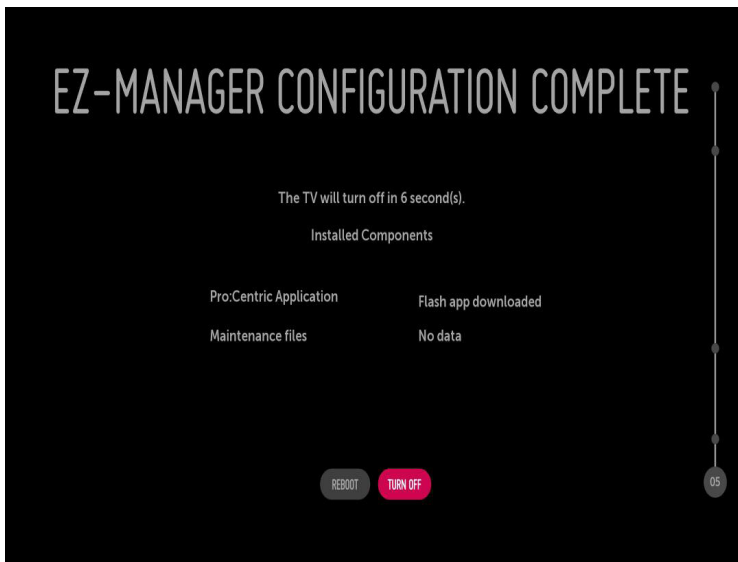 EZ-MANAGER CONFIGURATION COMPLETE
The TV will turn off in 6 second(s).
Installed Components
Pro:Centric Application Flash app downloaded
Maintenance files No data
REBOOT TURN OFF
05